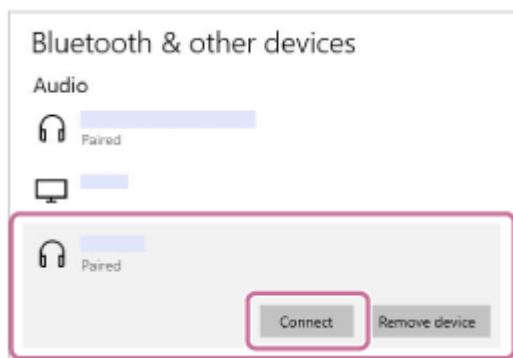 Bluetooth & other devices
Audio
Paired
Paired
Connect Remove device